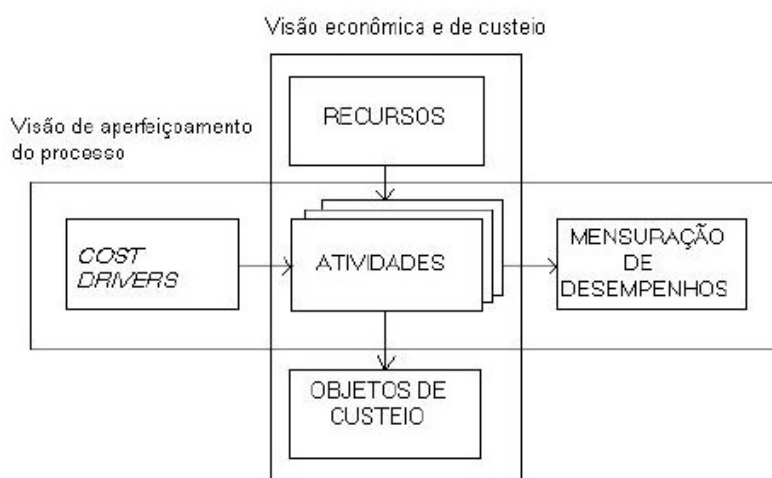 Visão econômica e de custeio
RECURSOS
Visão de aperfeiçoamento
do processo
COST
DRIVERS
ATIVIDADES
MENSURAÇÃO
DE
DESEMPENHOS
OBJETOS DE
CUSTEIO